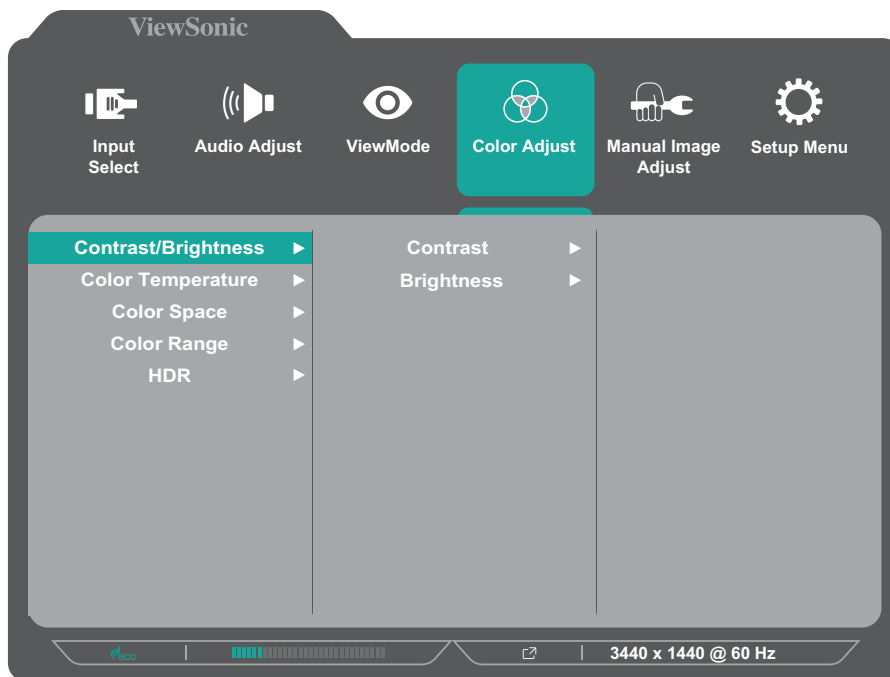 ViewSonic
Input
Select
Audio Adjust
ViewMode
Color Adjust
Manual Image
Adjust
Setup Menu
Contrast/Brightness
Color Temperature
Color Space
Color Range
HDR
Contrast
Brightness
eco
3440 x 1440 @ 60 Hz